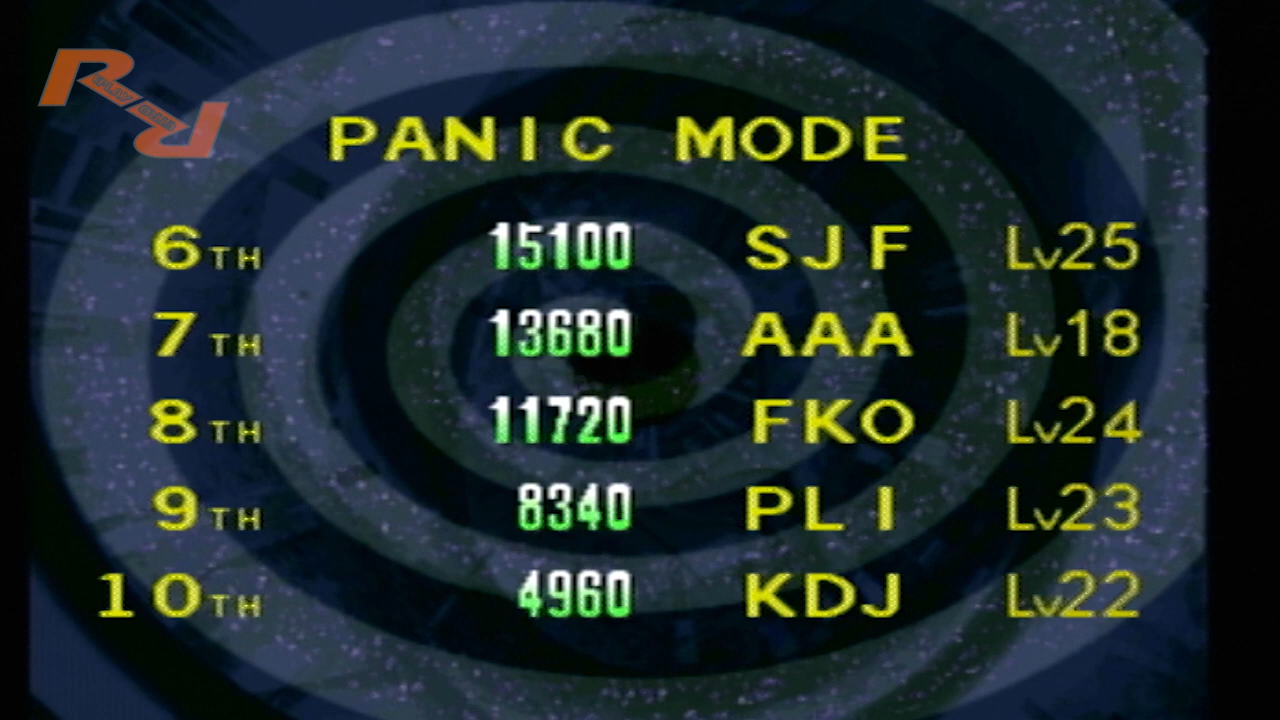 PANIC MODE
6TH 15100 SJF Lv25
7TH 13680 AAA Lv18
8TH 11720 FKO Lv24
9TH 8340 PLI Lv23
10TH 4960 KDJ Lv22